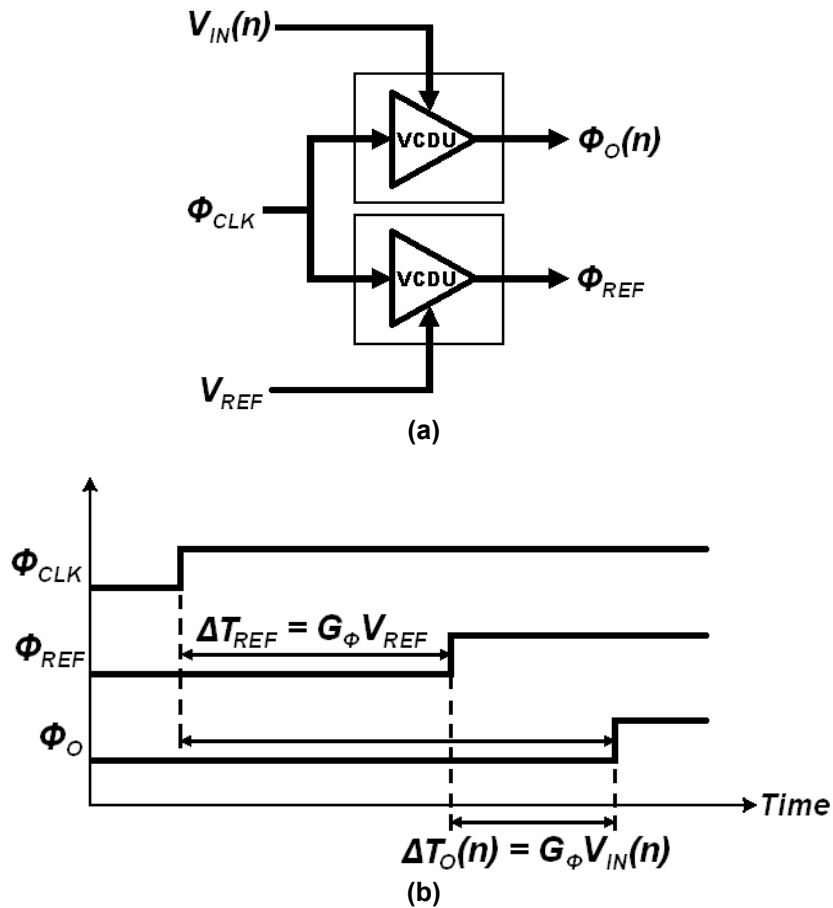 V_IN(n)
VCDU
Φ_O(n)
Φ_CLK
VCDU
Φ_REF
V_REF
(a)
Φ_CLK
ΔT_REF = G_Φ V_REF
Φ_REF
Φ_O
Time
ΔT_O(n) = G_Φ V_IN(n)
(b)